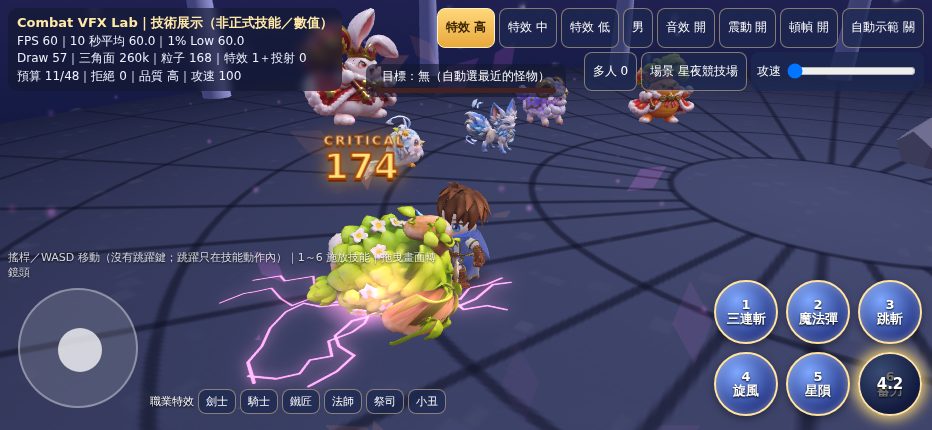 Combat VFX Lab｜技術展示（非正式技能／數值）
FPS 60｜10 秒平均 60.0｜1% Low 60.0
Draw 57｜三角面 260k｜粒子 168｜特效 1＋投射 0
預算 11/48｜拒絕 0｜品質 高｜攻速 100
特效 高
特效 中
特效 低
男
音效 開
震動 開
頓幀 開
自動示範 關
目標：無（自動選最近的怪物）
多人 0
場景 星夜競技場
攻速
CRITICAL
174
搖桿／WASD 移動（沒有跳躍鍵；跳躍只在技能動作內）｜1～6 施放技能｜拖曳畫面轉
鏡頭
1
三連斬
2
魔法彈
3
跳斬
4
旋風
5
星隕
6
4.2
蓄力
職業特效
劍士
騎士
鐵匠
法師
祭司
小丑